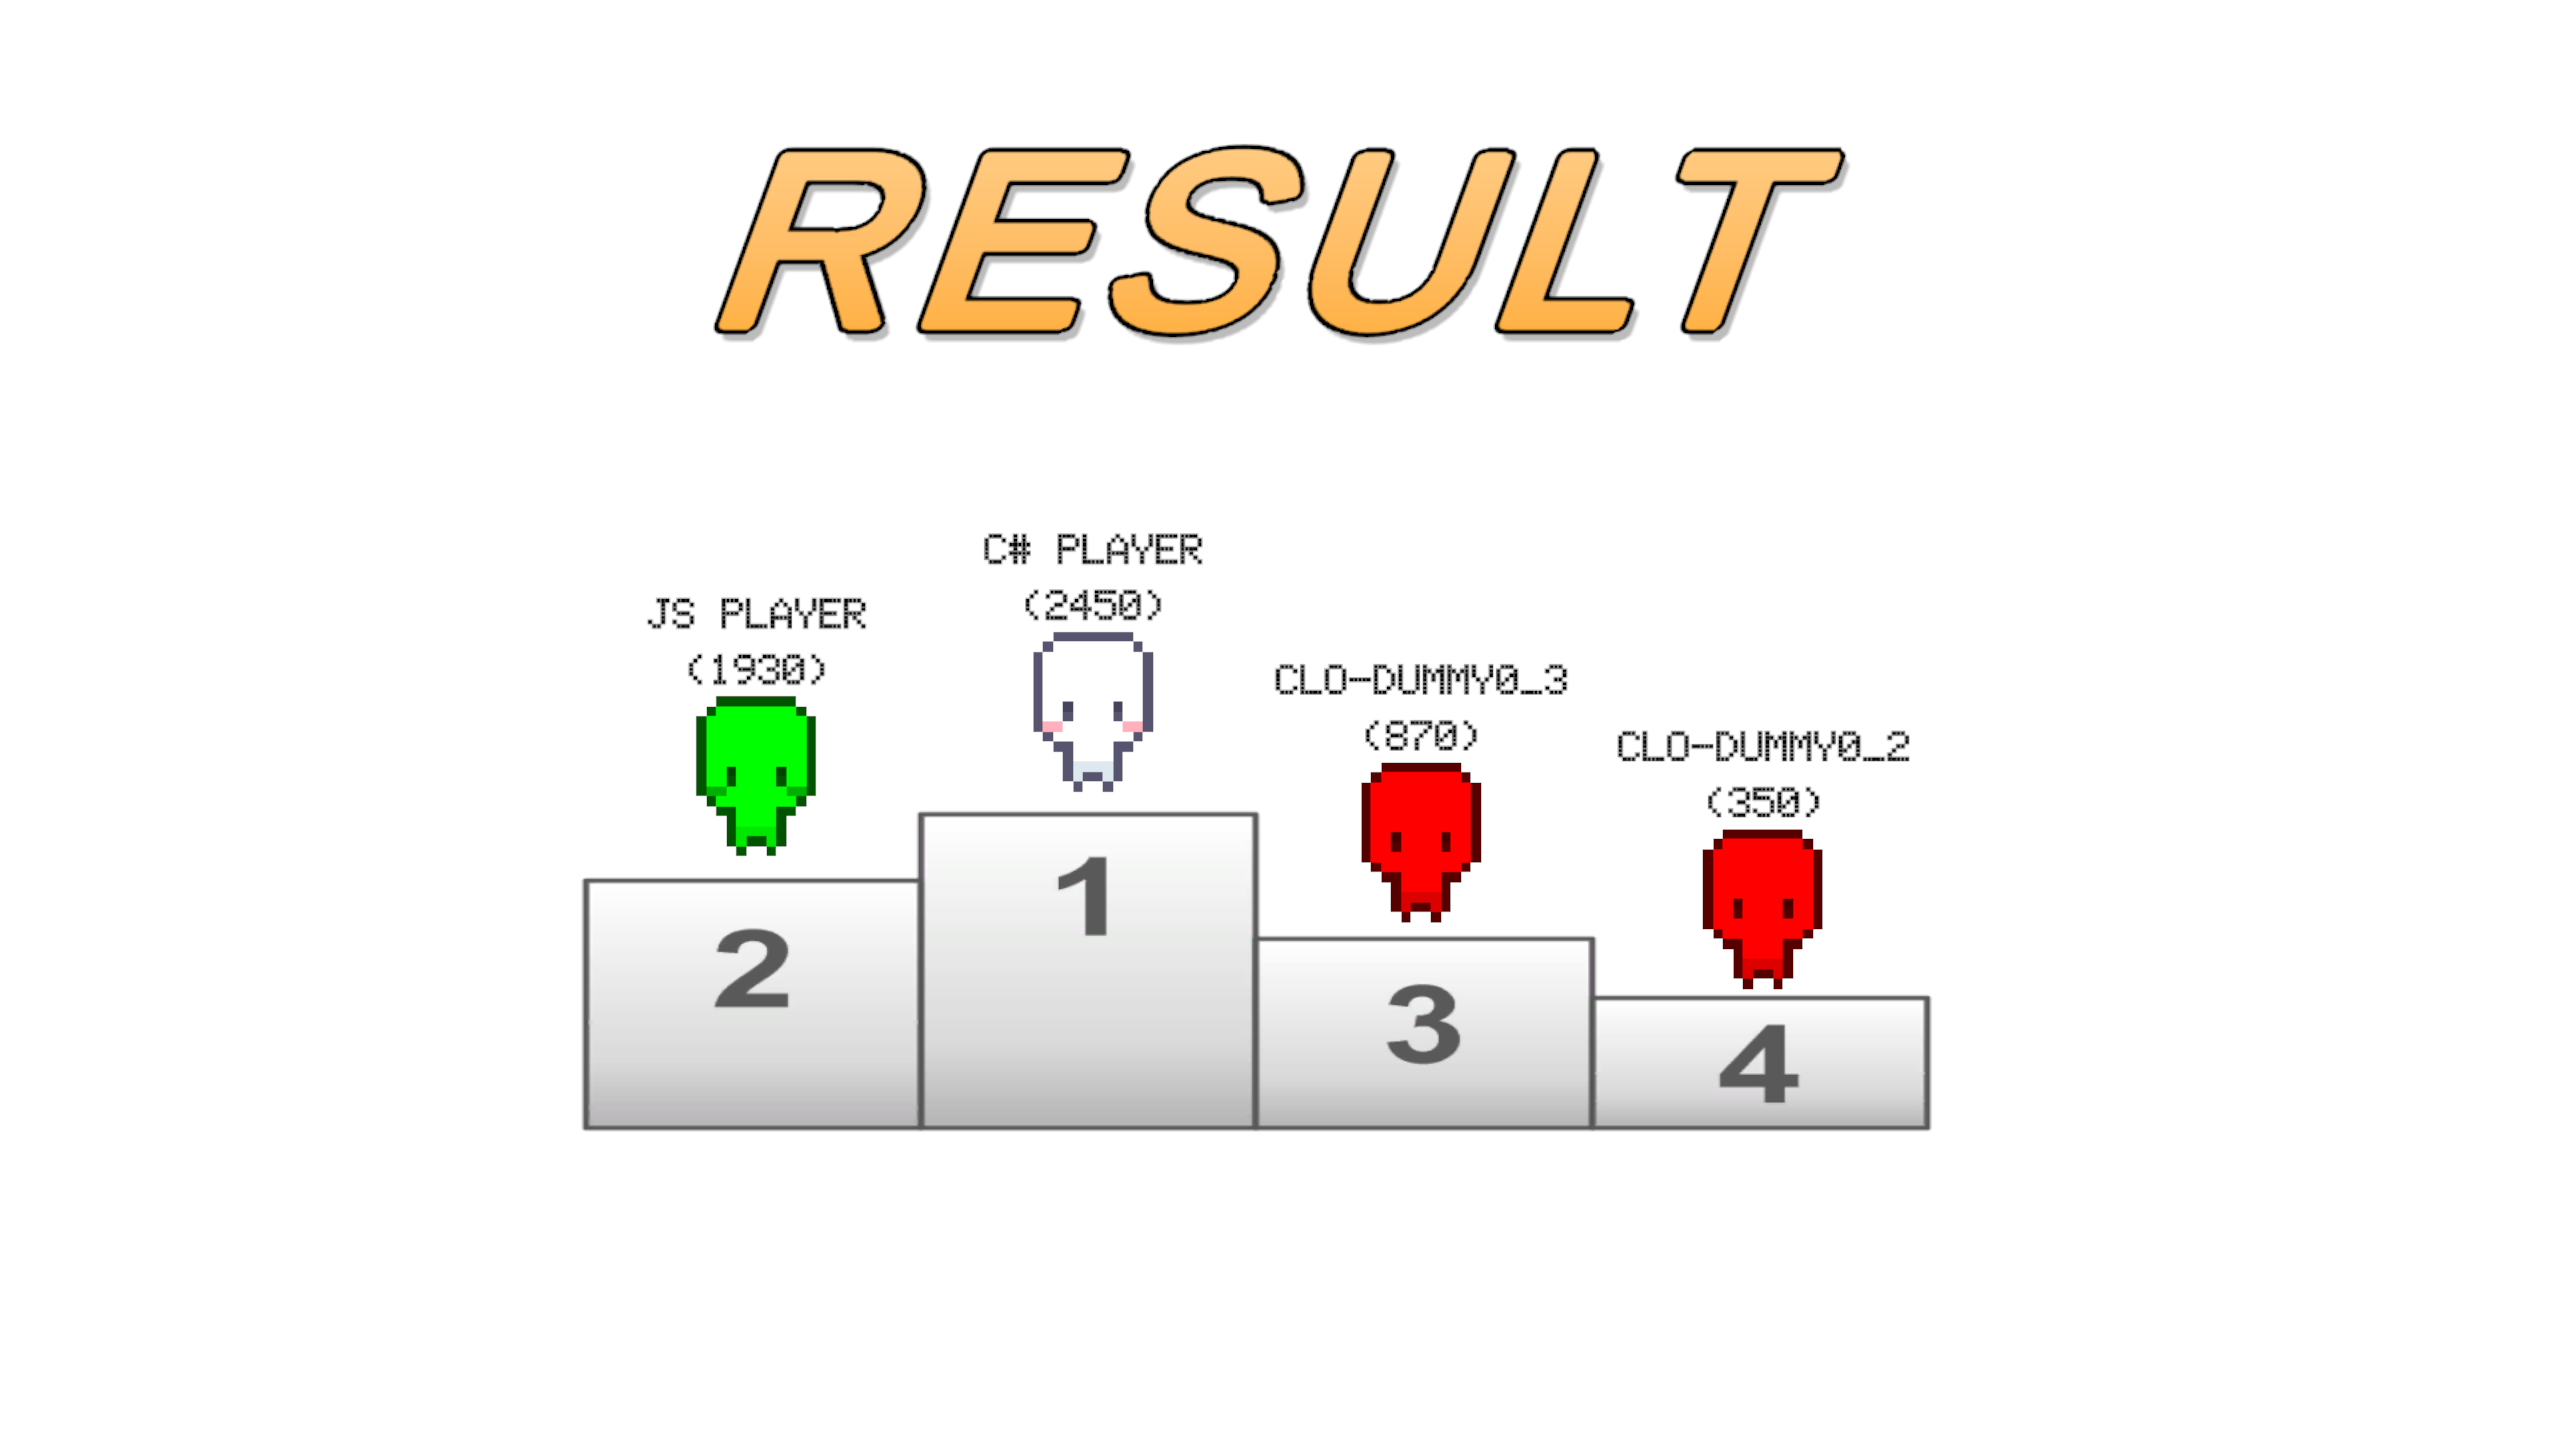 RESULT
C# PLAYER
(2450)
JS PLAYER
(1930)
CLO-DUMMY0_3
(870)
CLO-DUMMY0_2
(350)
1
2
3
4